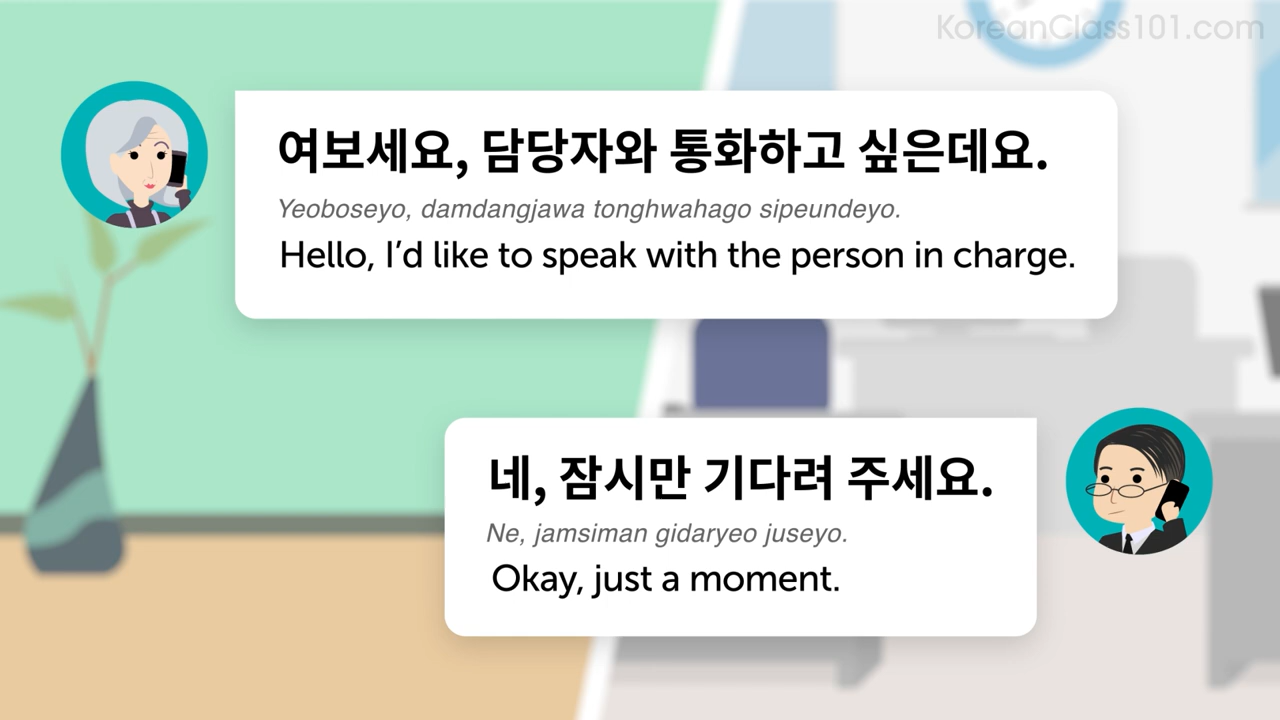 KoreanClass101.com
여보세요, 담당자와 통화하고 싶은데요.
Yeoboseyo, damdangjawa tonghwahago sipeundeyo.
Hello, I’d like to speak with the person in charge.
네, 잠시만 기다려 주세요.
Ne, jamsiman gidaryeo juseyo.
Okay, just a moment.